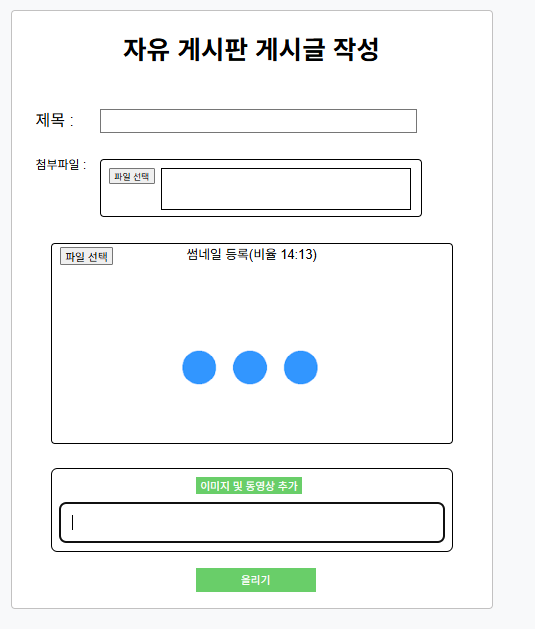 자유 게시판 게시글 작성
제목 :
첨부파일 :
파일 선택
파일 선택
썸네일 등록(비율 14:13)
이미지 및 동영상 추가
올리기